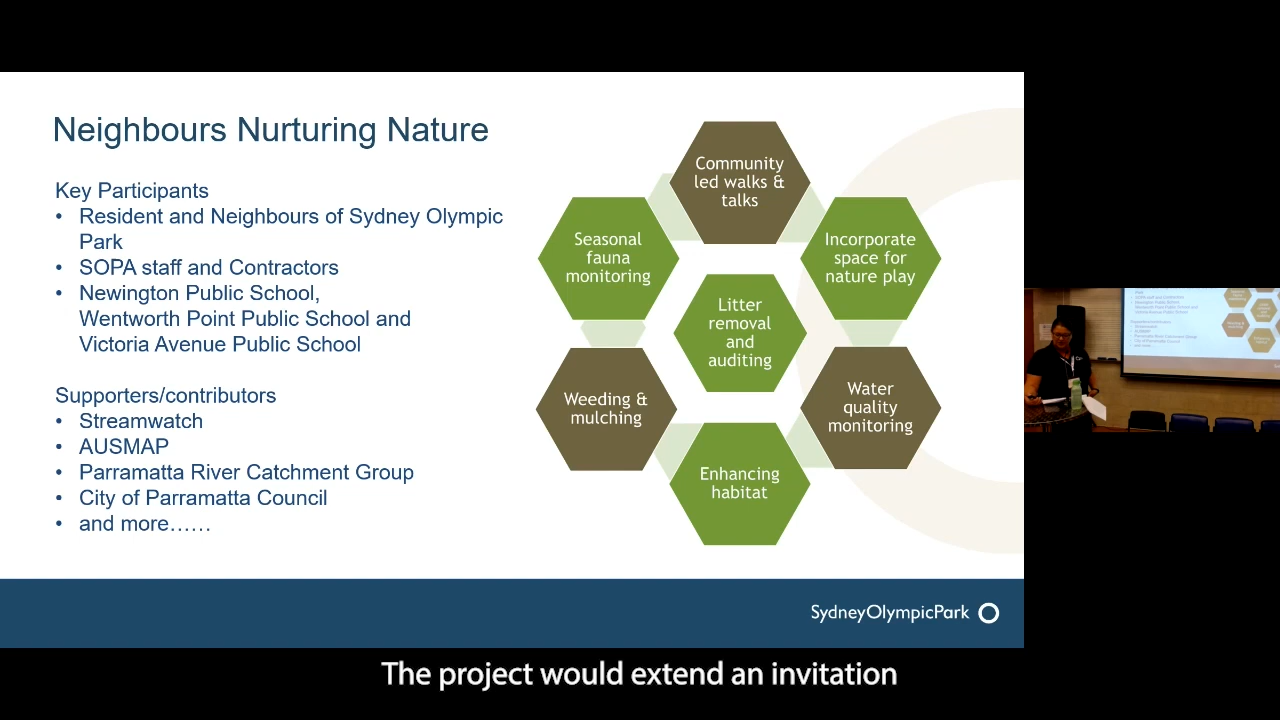 Neighbours Nurturing Nature
Key Participants
• Resident and Neighbours of Sydney Olympic
Park
• SOPA staff and Contractors
• Newington Public School,
Wentworth Point Public School and
Victoria Avenue Public School
Supporters/contributors
• Streamwatch
• AUSMAP
• Parramatta River Catchment Group
• City of Parramatta Council
• and more……
Community
led walks &
talks
Seasonal
fauna
monitoring
Incorporate
space for
nature play
Litter
removal
and
auditing
Weeding &
mulching
Water
quality
monitoring
Enhancing
habitat
SydneyOlympicPark
The project would extend an invitation